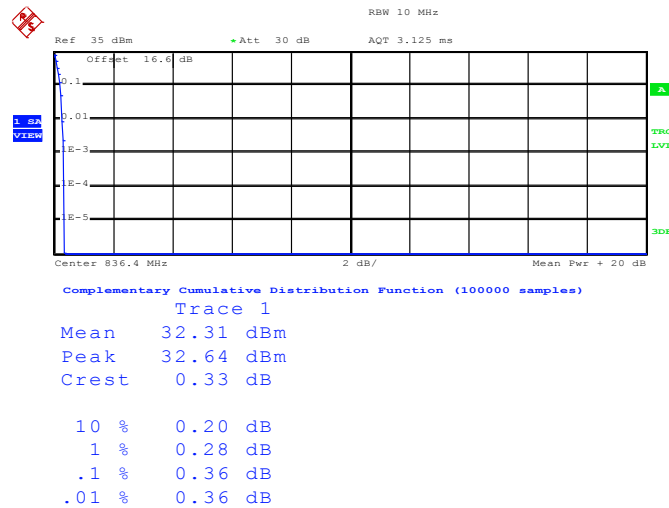 RBW 10 MHz
Ref 35 dBm * Att 30 dB AQT 3.125 ms
Offset 16.6 dB
0.1
A
0.01
1 SA
VIEW
TRG
LVL
1E-3
1E-4
1E-5
3DB
Center 836.4 MHz 2 dB/ Mean Pwr + 20 dB
Complementary Cumulative Distribution Function (100000 samples)
Trace 1
Mean 32.31 dBm
Peak 32.64 dBm
Crest 0.33 dB
10 % 0.20 dB
1 % 0.28 dB
.1 % 0.36 dB
.01 % 0.36 dB